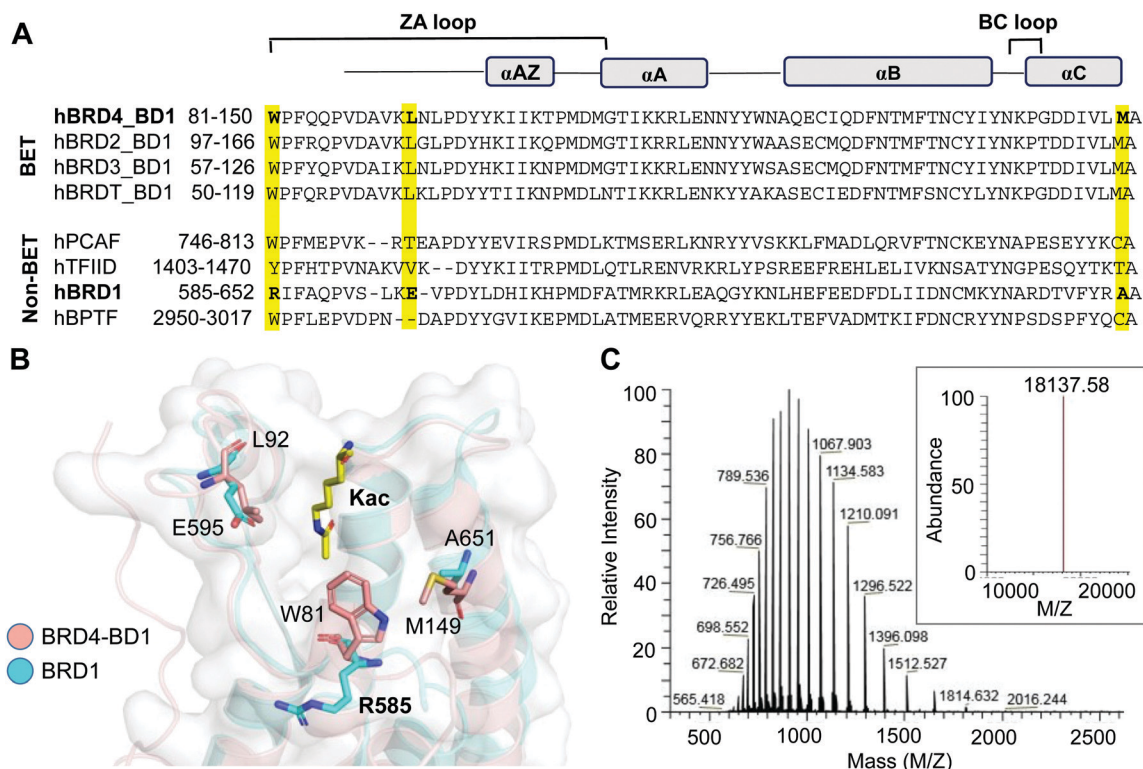 A
ZA loop
BC loop
αAZ
αA
αB
αC
BET
hBRD4_BD1 81-150 WPFQQPVDAVKLNLPDYYKIIKTPMDMGTIKKRLENNYYWNAQECIQDFNTMFTNCYIYNKPGDDIVLMA
hBRD2_BD1 97-166 WPFRQPVDAVKLGLPDYHKIIKQPMDMGTIKRRLENNYYWAASECMQDFNTMFTNCYIYNKPTDDIVLMA
hBRD3_BD1 57-126 WPFYQPVDAIKLNLPDYHKIIKNPMDMGTIKKRLENNYYWSASECMQDFNTMFTNCYIYNKPTDDIVLMA
hBRDT_BD1 50-119 WPFQRPVDAVKLKLPDYYTIIKNPMDLNTIKKRLENKYYAKASECIEDFNTMFSNCYLYNKPGDDIVLMA
Non-BET
hPCAF 746-813 WPFMEPVK--RTEAPDYYEVIRSPMDLKTMSERLKNRYYVSKKLFMADLQRVFTNCKEYNAPESEYYKCA
hTFIID 1403-1470 YPFHTPVNAKVVK--DYYKIITRPMDLQTLRENVRKRLYPSREEFREHLELIVKNSATYNGPESQYTKTA
hBRD1 585-652 RIFAQPVS-LKE-VPDYLDHIKHPMDFATMRKRLEAQGYKNLHEFEEDFDLIIDNCMKYNARDTVFYRAA
hBPTF 2950-3017 WPFLEPVDPN--DAPDYYGVIKEPMDLATMEERVQRRYYEKLTEFVADMTKIFDNCRYYNPSDSPFYQCA
B
L92
Kac
E595
A651
W81
M149
R585
BRD4-BD1
BRD1
C
Relative Intensity
100
80
60
40
20
0
789.536
756.766
726.495
698.552
672.682
565.418
1067.903
1134.583
1210.091
1296.522
1396.098
1512.527
1814.632
2016.244
500
1000
1500
2000
2500
Mass (M/Z)
18137.58
Abundance
100
50
0
10000
20000
M/Z